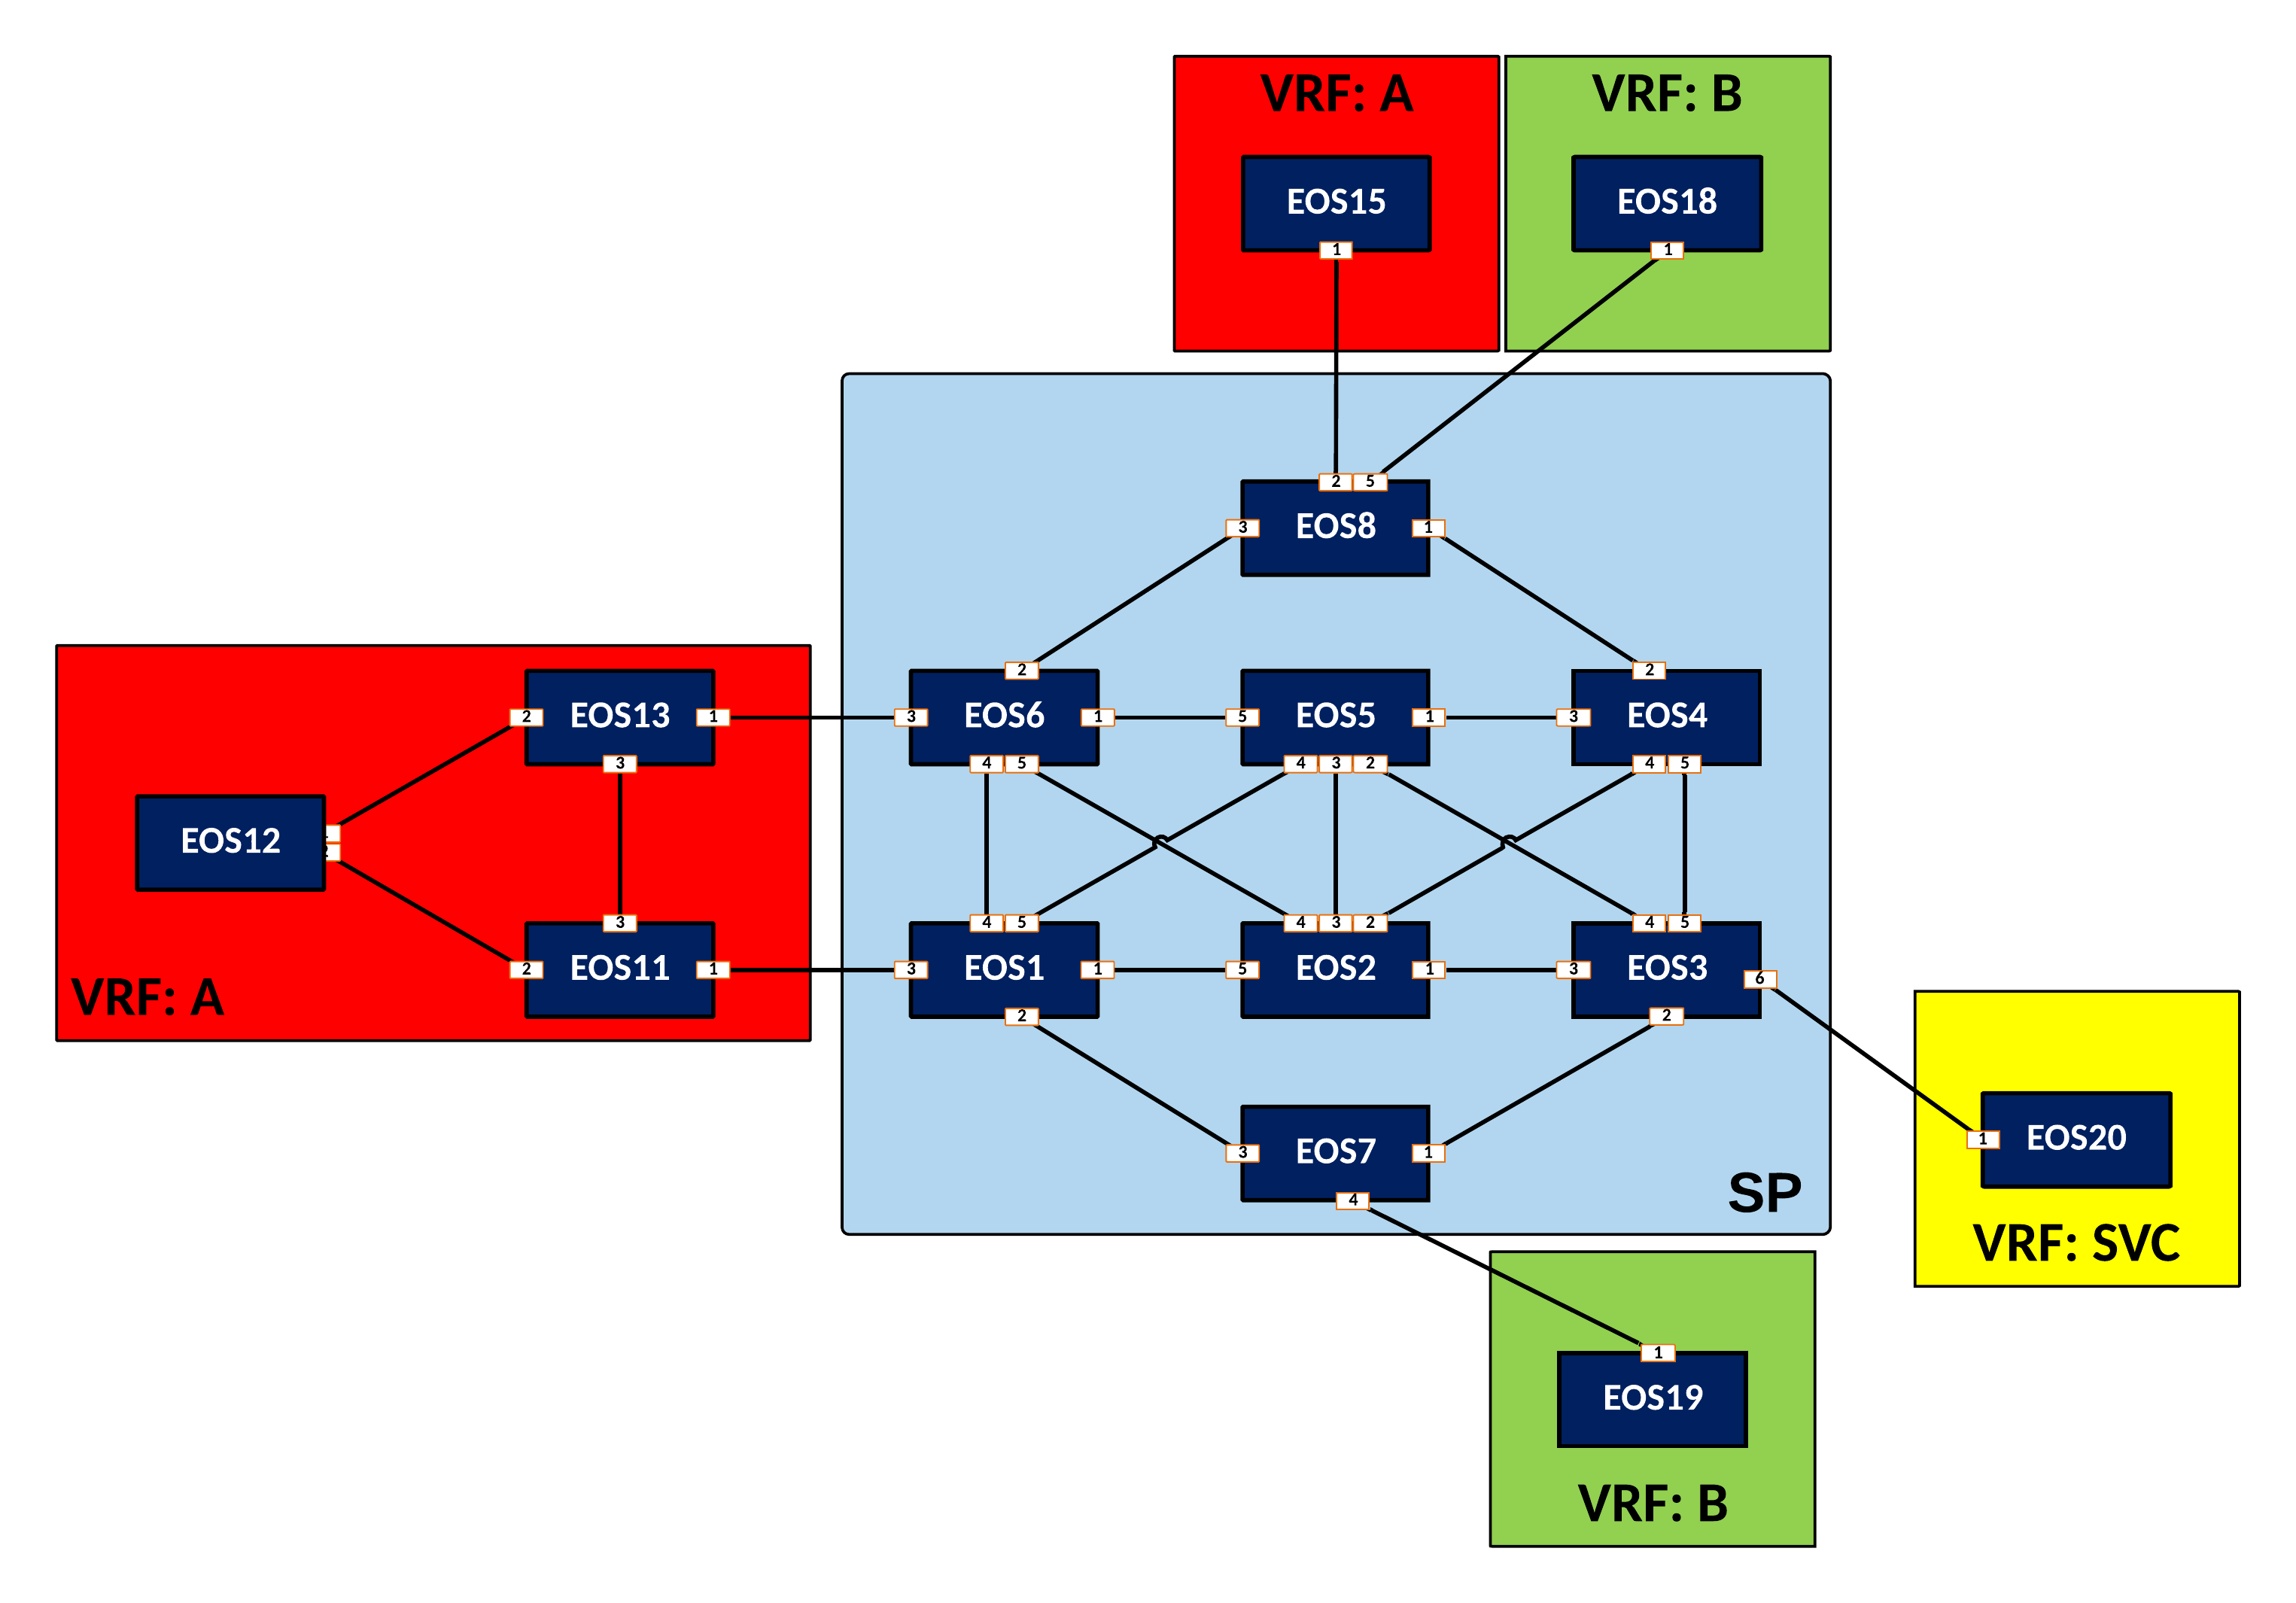 VRF: A VRF: B
EOS15 EOS18
1 1
2 5
3 EOS8 1
2 2
2 EOS13 1 3 EOS6 1 5 EOS5 1 3 EOS4
3 4 5 4 3 2 4 5
EOS12
3 4 5 4 3 2 4 5
2 EOS11 1 3 EOS1 1 5 EOS2 1 3 EOS3 6
VRF: A
2 2
3 EOS7 1
4
SP
1 EOS20
VRF: SVC
1
EOS19
VRF: B